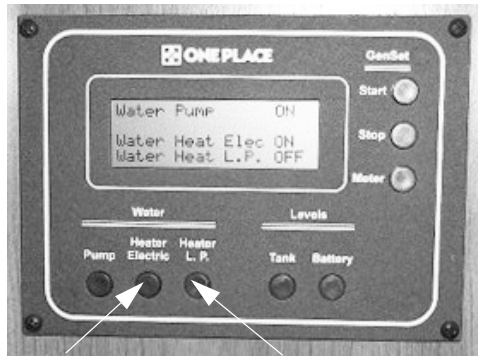 ONE PLACE
GenSet
Start
Water Pump ON
Water Heat Elec ON
Water Heat L.P. OFF
Stop
Meter
Water
Levels
Pump
Heater Electric
Heater L. P.
Tank
Battery